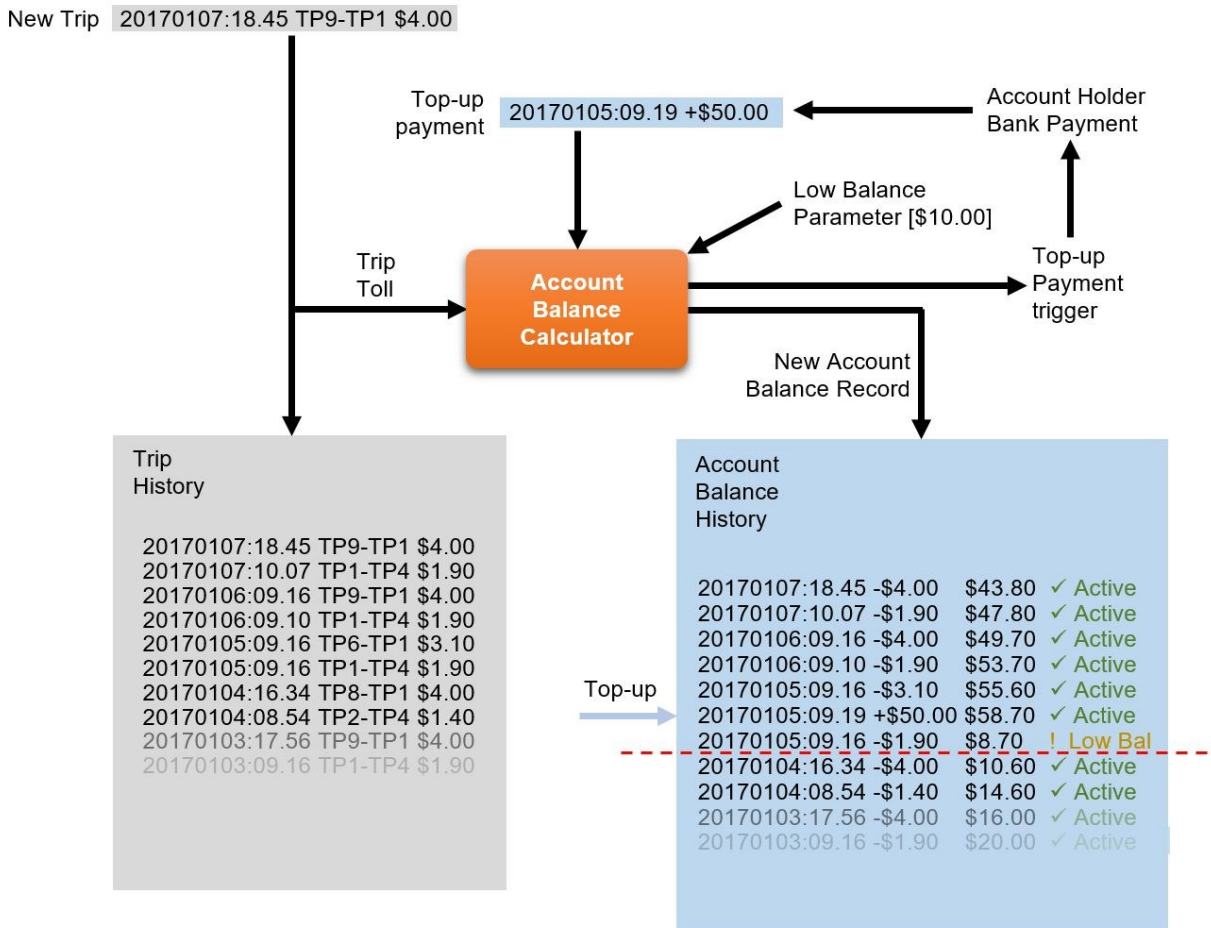 New Trip 20170107:18.45 TP9-TP1 $4.00
Top-up
payment
20170105:09.19 +$50.00
Account Holder
Bank Payment
Low Balance
Parameter [$10.00]
Trip
Toll
Account
Balance
Calculator
Top-up
Payment
trigger
New Account
Balance Record
Trip
History
20170107:18.45 TP9-TP1 $4.00
20170107:10.07 TP1-TP4 $1.90
20170106:09.16 TP9-TP1 $4.00
20170106:09.10 TP1-TP4 $1.90
20170105:09.16 TP6-TP1 $3.10
20170105:09.16 TP1-TP4 $1.90
20170104:16.34 TP8-TP1 $4.00
20170104:08.54 TP2-TP4 $1.40
20170103:17.56 TP9-TP1 $4.00
20170103:09.16 TP1-TP4 $1.90
Top-up
Account
Balance
History
20170107:18.45 -$4.00 $43.80 ✓ Active
20170107:10.07 -$1.90 $47.80 ✓ Active
20170106:09.16 -$4.00 $49.70 ✓ Active
20170106:09.10 -$1.90 $53.70 ✓ Active
20170105:09.16 -$3.10 $55.60 ✓ Active
20170105:09.19 +$50.00 $58.70 ✓ Active
20170105:09.16 -$1.90 $8.70 ! Low Bal
20170104:16.34 -$4.00 $10.60 ✓ Active
20170104:08.54 -$1.40 $14.60 ✓ Active
20170103:17.56 -$4.00 $16.00 ✓ Active
20170103:09.16 -$1.90 $20.00 ✓ Active